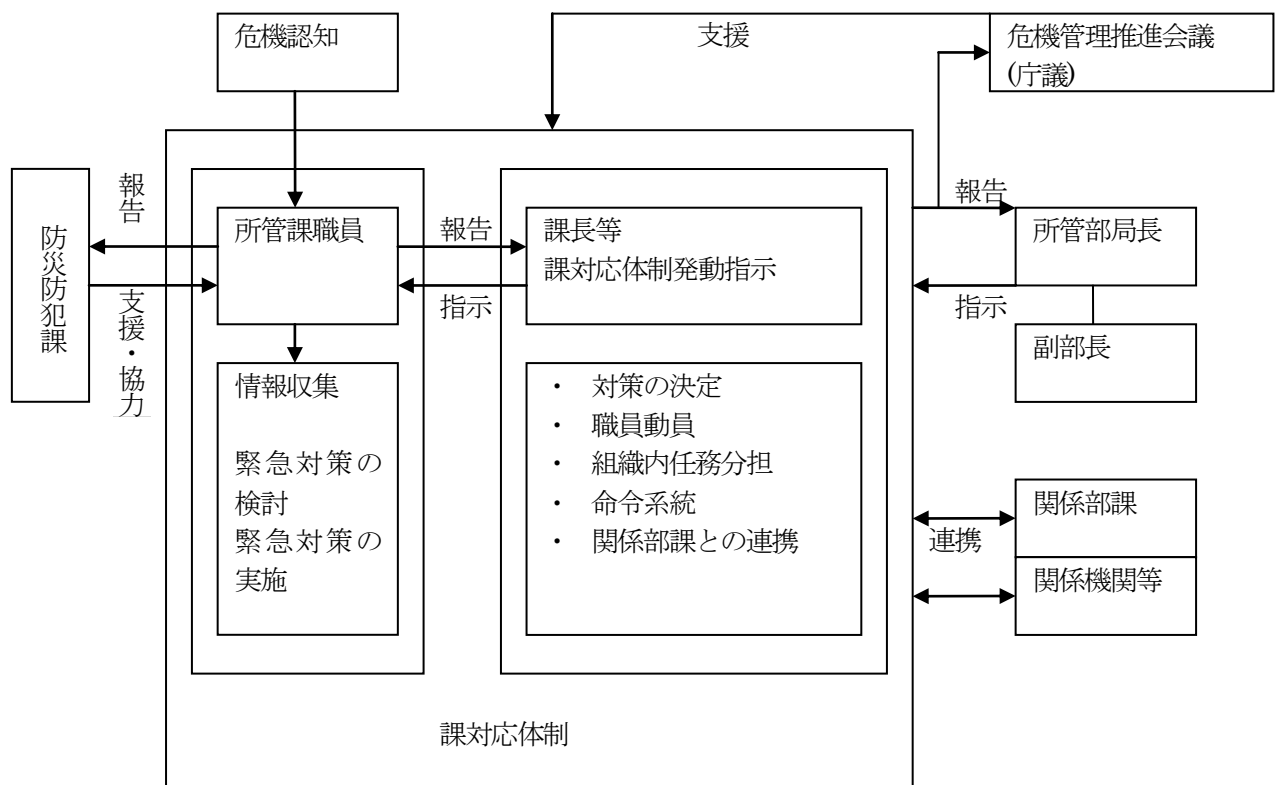 危機認知
支援
危機管理推進会議
(庁議)
防災防犯課
報告
支援・協力
所管課職員
報告
指示
課長等
課対応体制発動指示
報告
指示
所管部局長
副部長
情報収集
緊急対策の
検討
緊急対策の
実施
・ 対策の決定
・ 職員動員
・ 組織内任務分担
・ 命令系統
・ 関係部課との連携
連携
関係部課
関係機関等
課対応体制